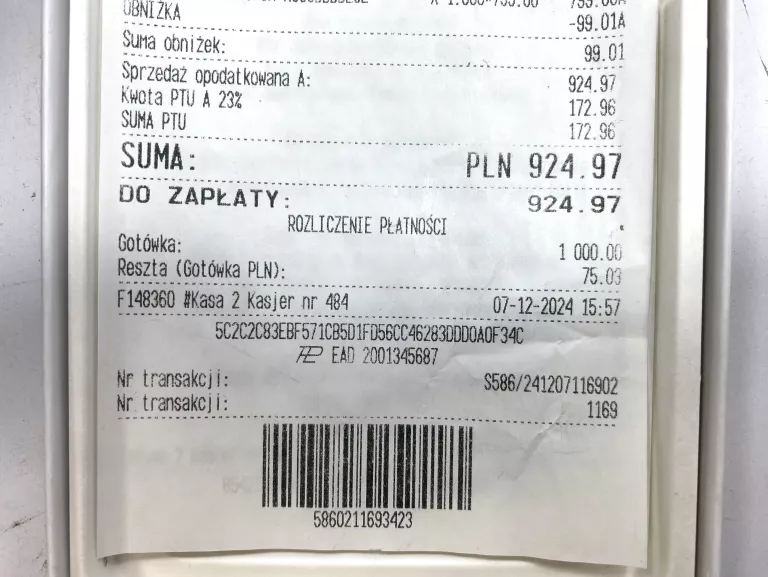 OBNIŻKA -99.01A
Suma obniżek: 99.01
Sprzedaż opodatkowana A: 924.97
Kwota PTU A 23% 172.96
SUMA PTU 172.96
SUMA: PLN 924.97
DO ZAPŁATY: 924.97
ROZLICZENIE PŁATNOŚCI
Gotówka: 1 000.00
Reszta (Gotówka PLN): 75.03
F148360 #Kasa 2 Kasjer nr 484 07-12-2024 15:57
5C2C2C83EBF571CB5D1FD56CC46283DDD0A0F34C
EAD 2001345687
Nr transakcji: S586/241207116902
Nr transakcji: 1169
5860211693423